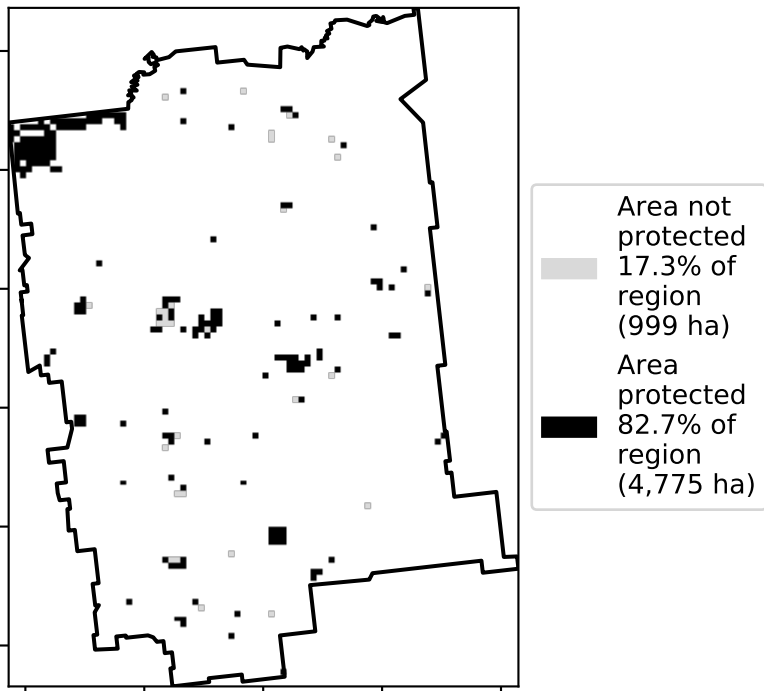 Area not
protected
17.3% of
region
(999 ha)
Area
protected
82.7% of
region
(4,775 ha)